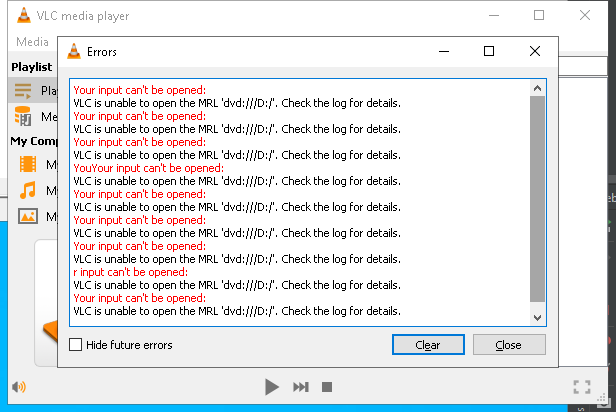 VLC media player
Media
Errors
Playlist
Your input can't be opened:
VLC is unable to open the MRL 'dvd:///D:/'. Check the log for details.
Your input can't be opened:
VLC is unable to open the MRL 'dvd:///D:/'. Check the log for details.
Your input can't be opened:
VLC is unable to open the MRL 'dvd:///D:/'. Check the log for details.
YouYour input can't be opened:
VLC is unable to open the MRL 'dvd:///D:/'. Check the log for details.
Your input can't be opened:
VLC is unable to open the MRL 'dvd:///D:/'. Check the log for details.
Your input can't be opened:
VLC is unable to open the MRL 'dvd:///D:/'. Check the log for details.
Your input can't be opened:
VLC is unable to open the MRL 'dvd:///D:/'. Check the log for details.
r input can't be opened:
VLC is unable to open the MRL 'dvd:///D:/'. Check the log for details.
Your input can't be opened:
VLC is unable to open the MRL 'dvd:///D:/'. Check the log for details.
Pla
Me
My Comp
My
My
My
Hide future errors
Clear
Close